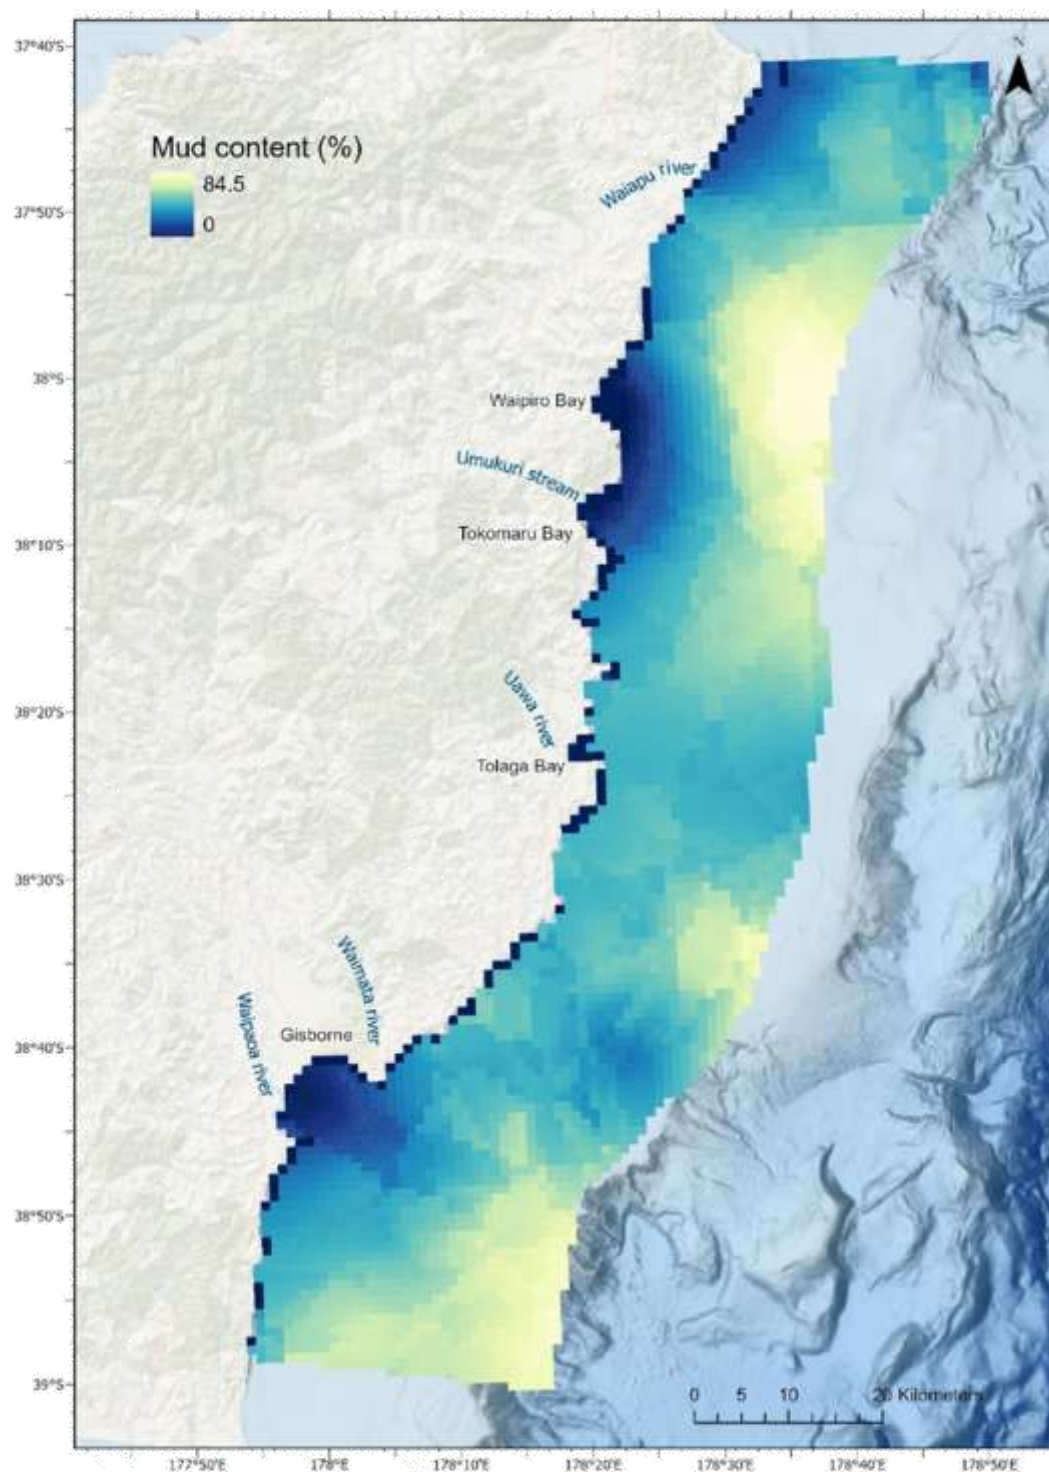 N
37°40'S
Mud content (%)
84.5
0
Waiapu river
37°50'S
38°S
Waipiro Bay
Umukuri stream
Tokomaru Bay
38°10'S
Uawa river
38°20'S
Tolaga Bay
38°30'S
Waimata river
Waipaoa river
Gisborne
38°40'S
38°50'S
39°S
0 5 10 20 Kilometers
177°50'E 178°E 178°10'E 178°20'E 178°30'E 178°40'E 178°50'E